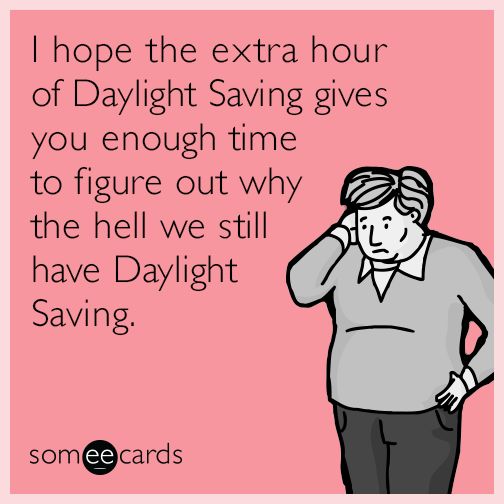 I hope the extra hour
of Daylight Saving gives
you enough time
to figure out why
the hell we still
have Daylight
Saving.
someecards